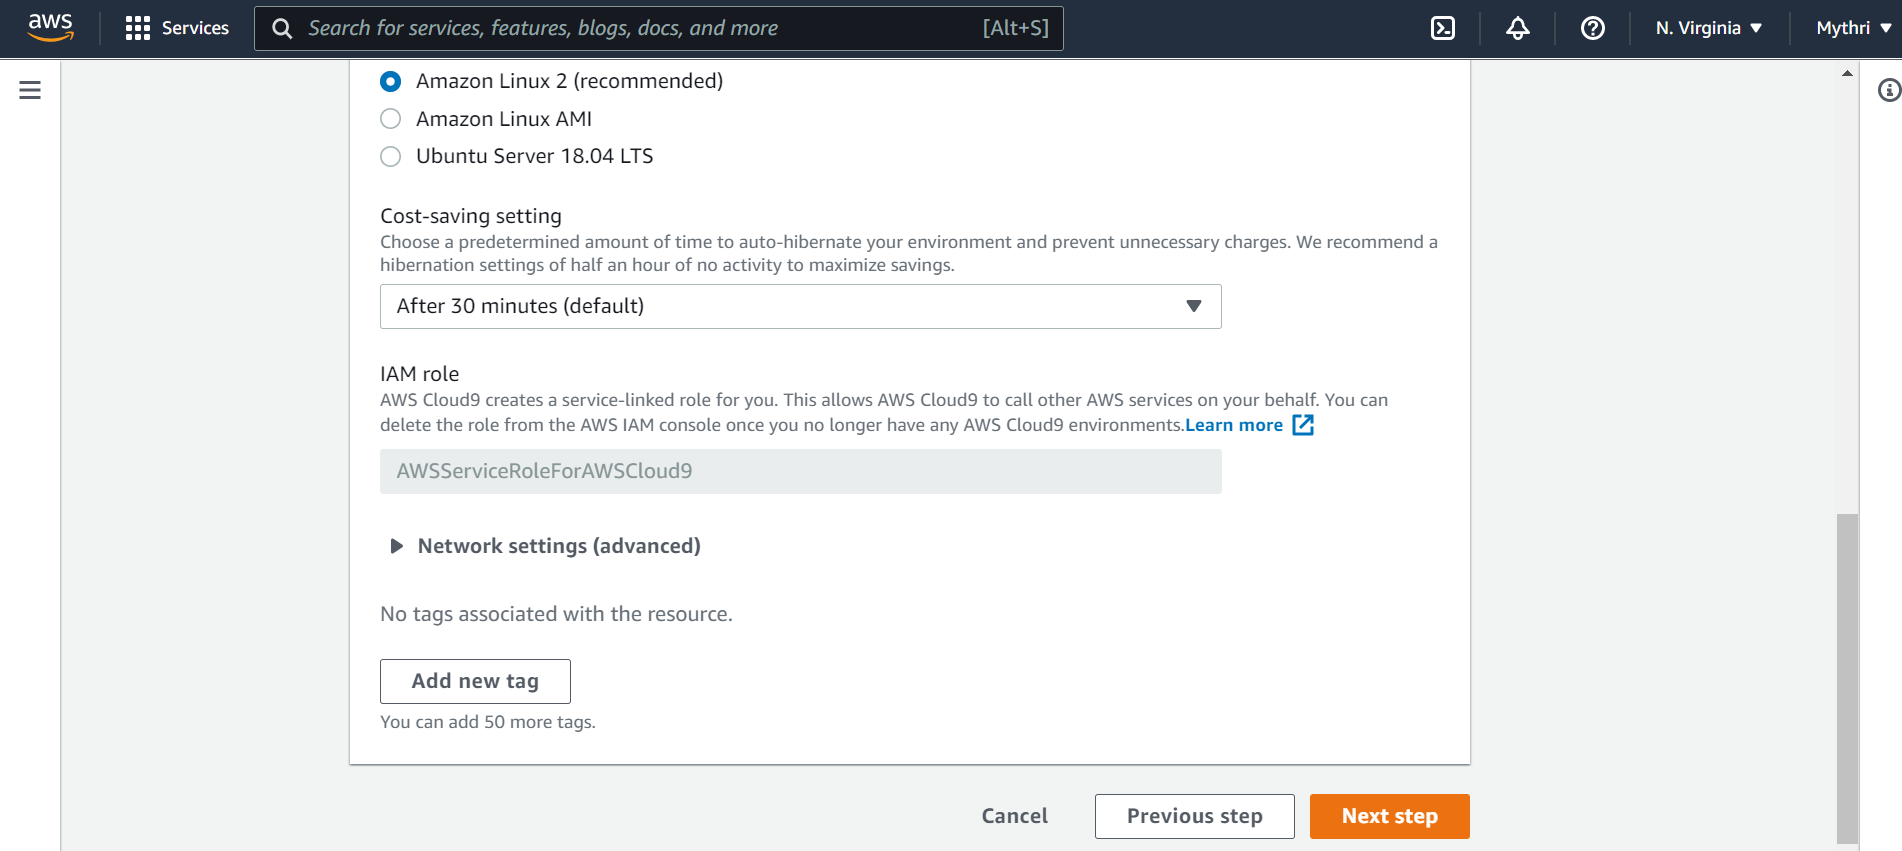 aws
Services
Search for services, features, blogs, docs, and more
[Alt+S]
N. Virginia
Mythri
Amazon Linux 2 (recommended)
Amazon Linux AMI
Ubuntu Server 18.04 LTS
Cost-saving setting
Choose a predetermined amount of time to auto-hibernate your environment and prevent unnecessary charges. We recommend a
hibernation settings of half an hour of no activity to maximize savings.
After 30 minutes (default)
IAM role
AWS Cloud9 creates a service-linked role for you. This allows AWS Cloud9 to call other AWS services on your behalf. You can
delete the role from the AWS IAM console once you no longer have any AWS Cloud9 environments.Learn more
AWSServiceRoleForAWSCloud9
Network settings (advanced)
No tags associated with the resource.
Add new tag
You can add 50 more tags.
Cancel
Previous step
Next step